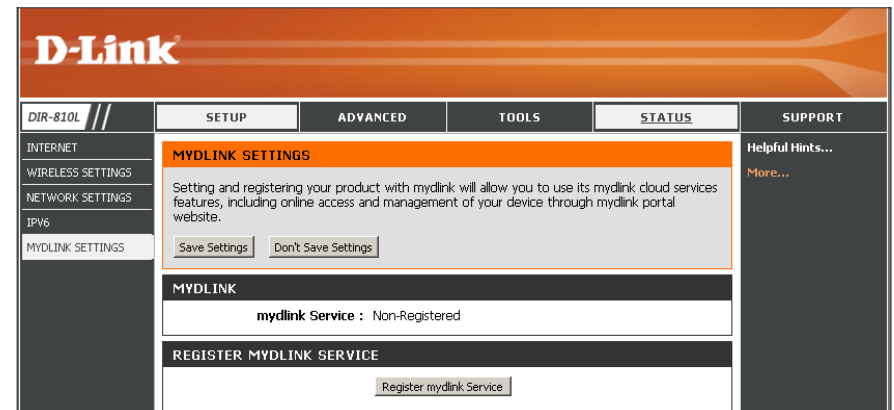 D-Link
DIR-810L // SETUP ADVANCED TOOLS STATUS SUPPORT
INTERNET
WIRELESS SETTINGS
NETWORK SETTINGS
IPV6
MYDLINK SETTINGS
MYDLINK SETTINGS
Setting and registering your product with mydlink will allow you to use its mydlink cloud services
features, including online access and management of your device through mydlink portal
website.
Save Settings Don't Save Settings
MYDLINK
mydlink Service : Non-Registered
REGISTER MYDLINK SERVICE
Register mydlink Service
Helpful Hints...
More...